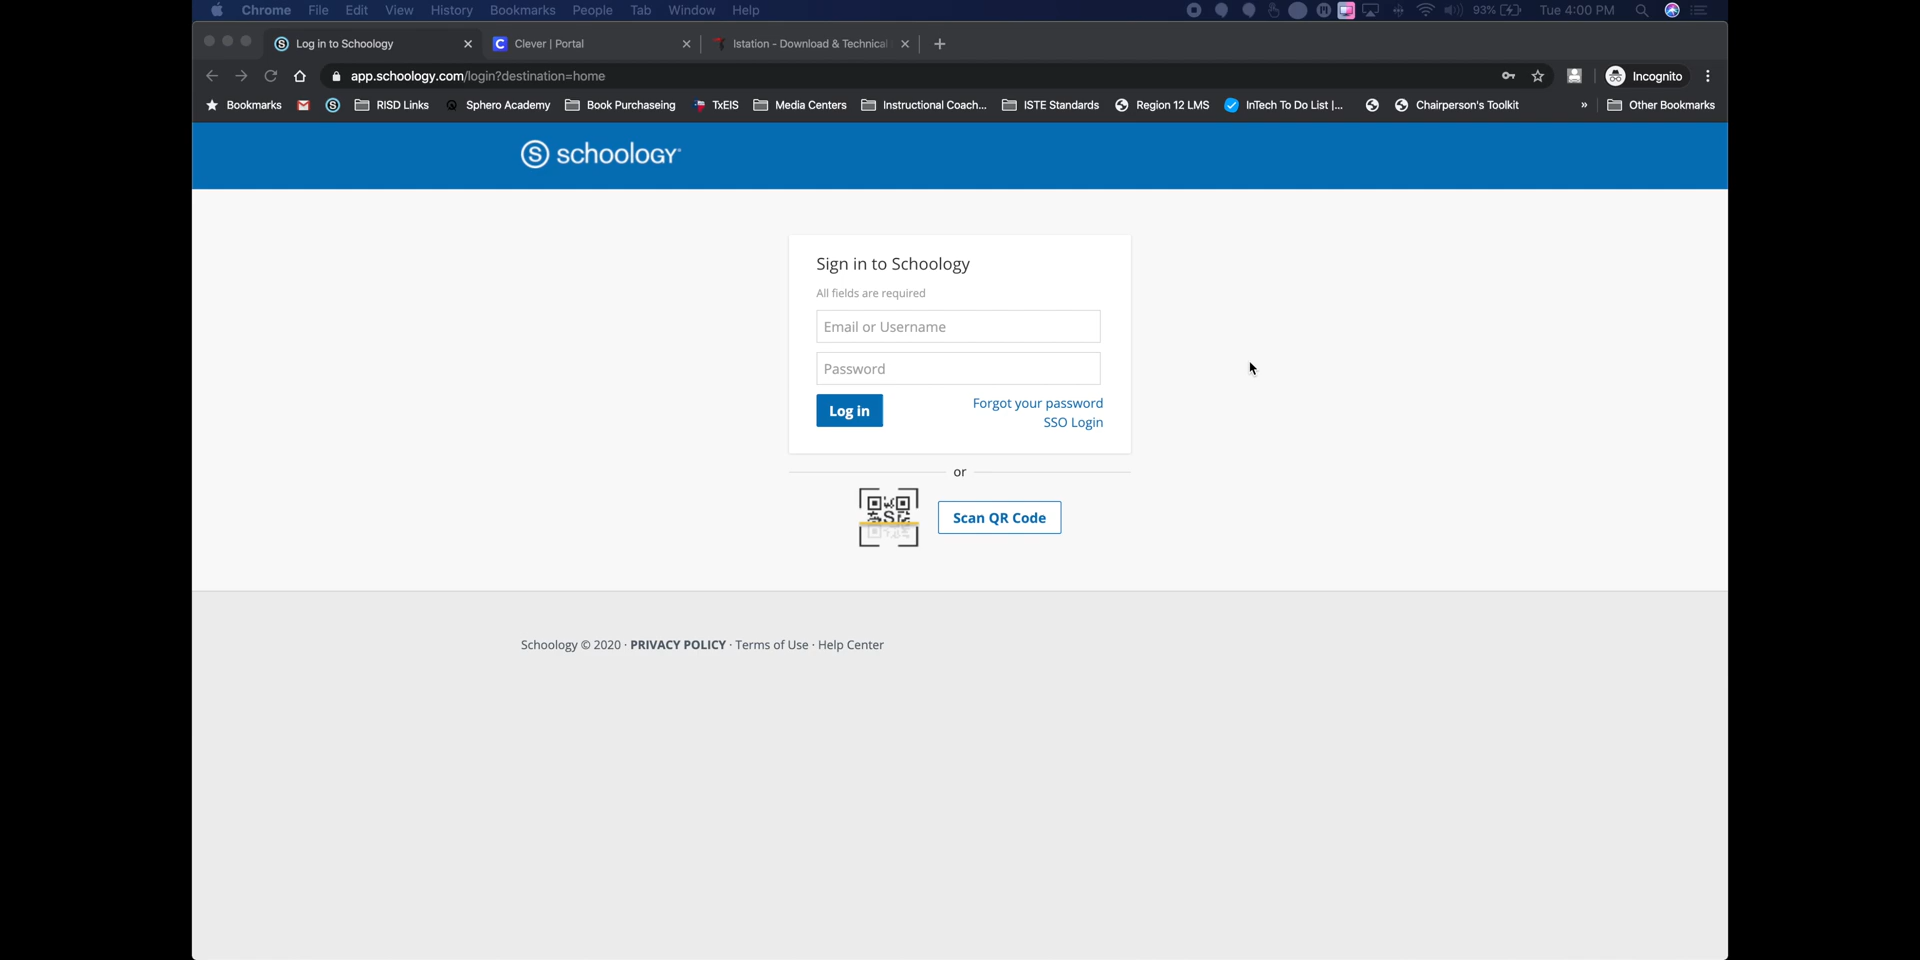 Chrome File Edit View History Bookmarks People Tab Window Help 93% Tue 4:00 PM
Log in to Schoology Clever | Portal Istation - Download & Technical
app.schoology.com/login?destination=home Incognito
Bookmarks RISD Links Sphero Academy Book Purchaseing TxEIS Media Centers Instructional Coach... ISTE Standards Region 12 LMS InTech To Do List |... Chairperson's Toolkit » Other Bookmarks
schoology
Sign in to Schoology
All fields are required
Email or Username
Password
Log in
Forgot your password
SSO Login
or
Scan QR Code
Schoology © 2020 · PRIVACY POLICY · Terms of Use · Help Center